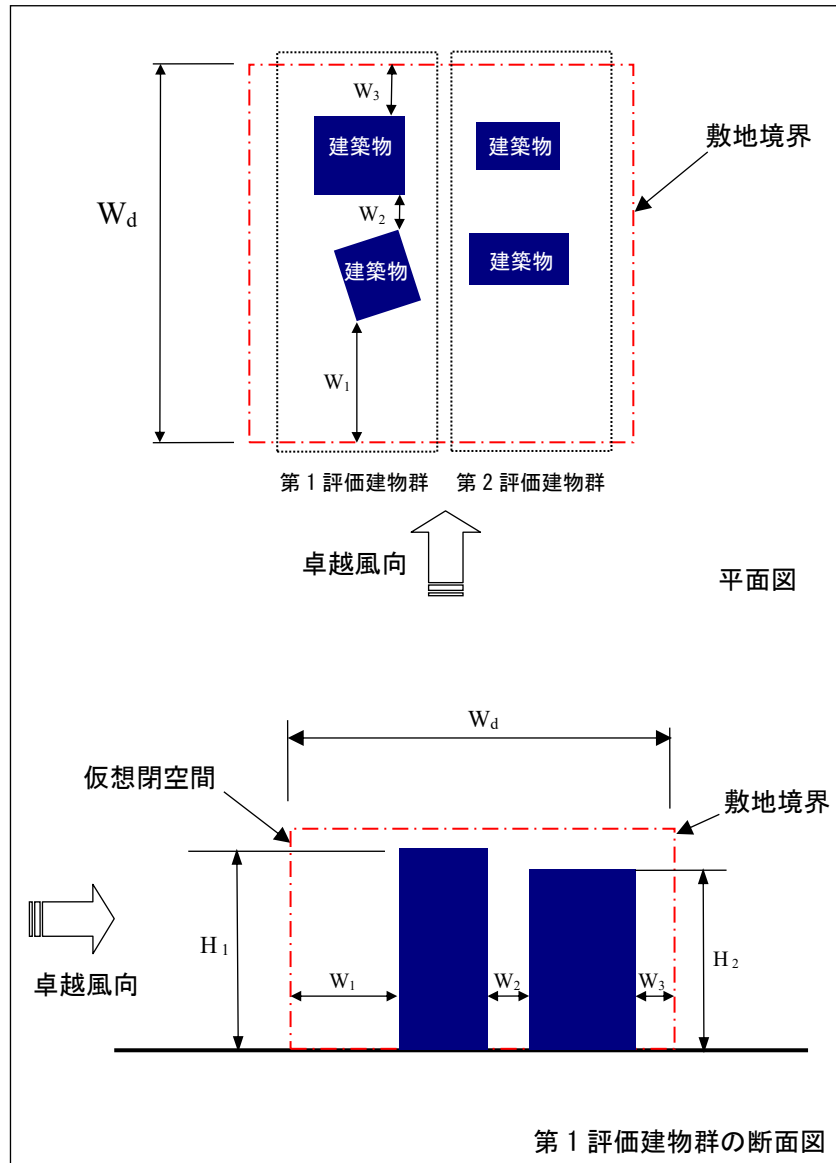 W3
建築物
建築物
敷地境界
Wd
W2
建築物
建築物
W1
第1評価建物群
第2評価建物群
卓越風向
平面図
Wd
仮想閉空間
敷地境界
H1
W1
W2
W3
H2
卓越風向
第1評価建物群の断面図